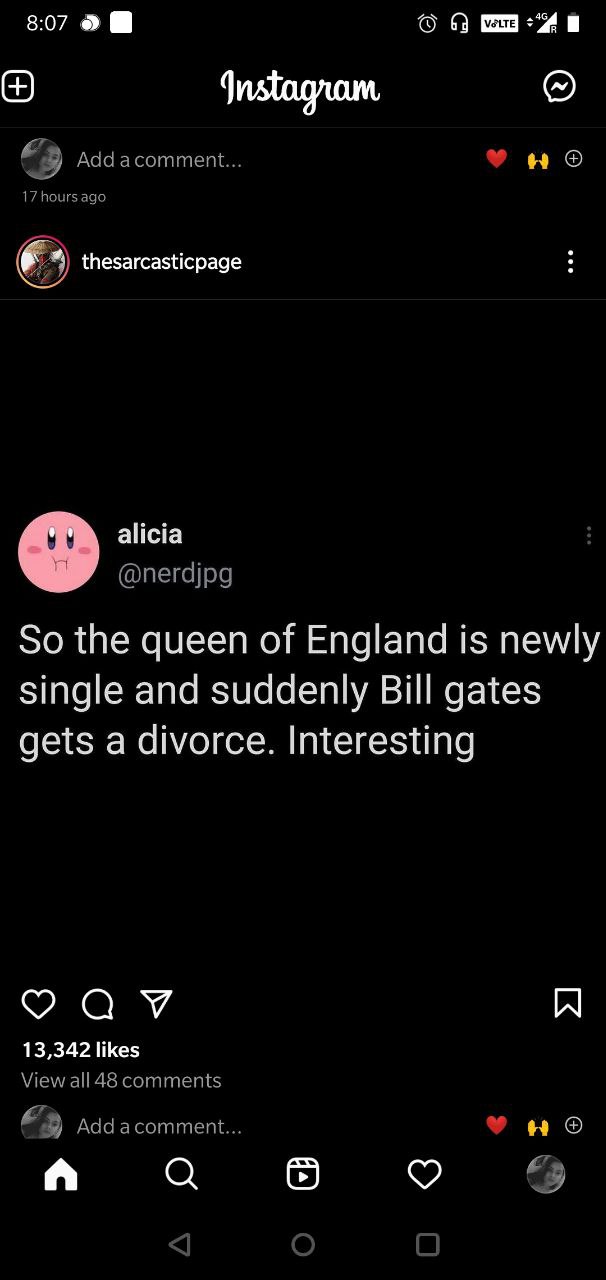 8:07
VoLTE
4G
R
Instagram
Add a comment...
17 hours ago
thesarcasticpage
alicia
@nerdjpg
So the queen of England is newly
single and suddenly Bill gates
gets a divorce. Interesting
13,342 likes
View all 48 comments
Add a comment...